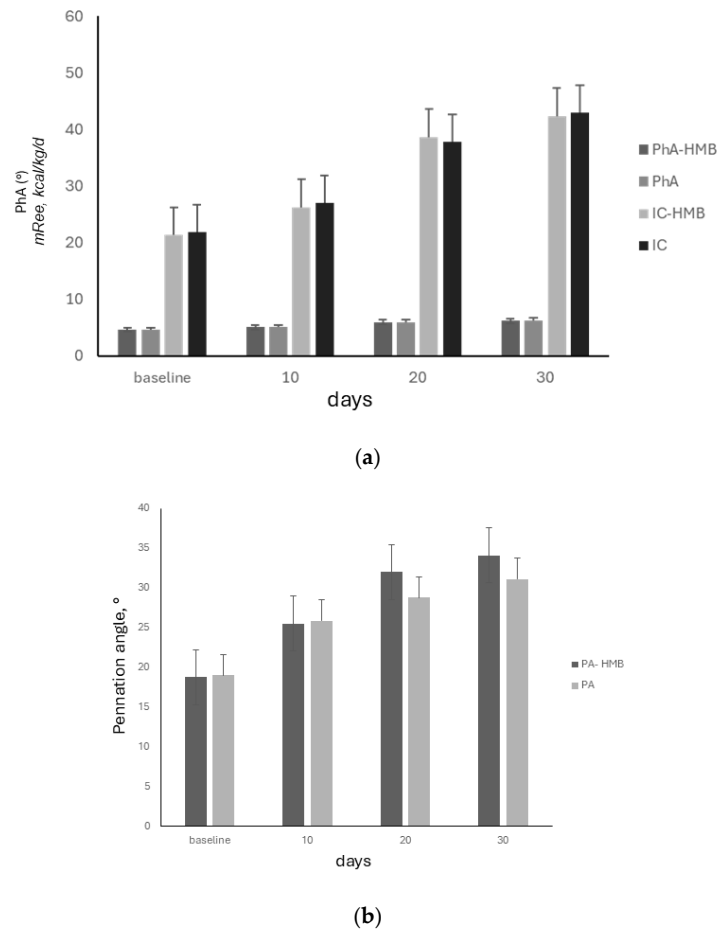 60
50
40
30
20
10
0
PhA (°)
mRee, kcal/kg/d
baseline 10 20 30
days
PhA-HMB
PhA
IC-HMB
IC
(a)
40
35
30
25
20
15
10
5
0
Pennation angle, °
baseline 10 20 30
days
PA- HMB
PA
(b)